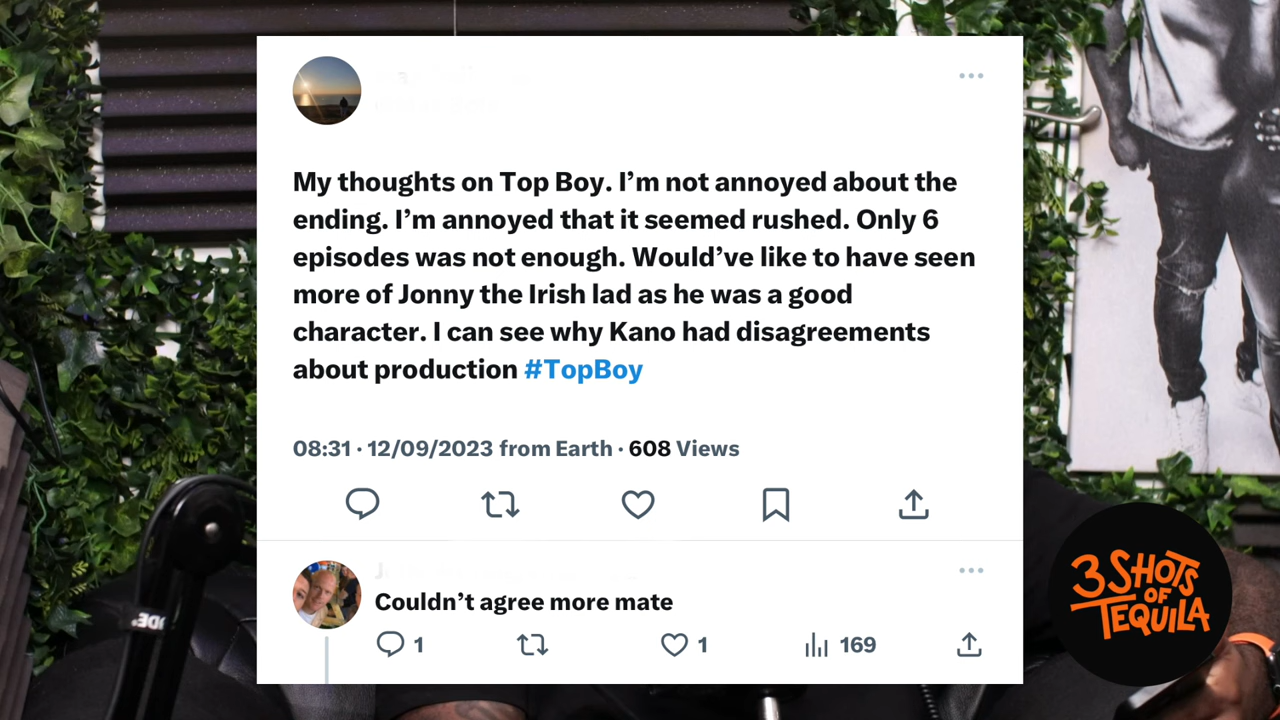 My thoughts on Top Boy. I’m not annoyed about the
ending. I’m annoyed that it seemed rushed. Only 6
episodes was not enough. Would’ve like to have seen
more of Jonny the Irish lad as he was a good
character. I can see why Kano had disagreements
about production #TopBoy
08:31 · 12/09/2023 from Earth · 608 Views
Couldn’t agree more mate
1
1
169
3 SHOTS
OF
TEQUILA